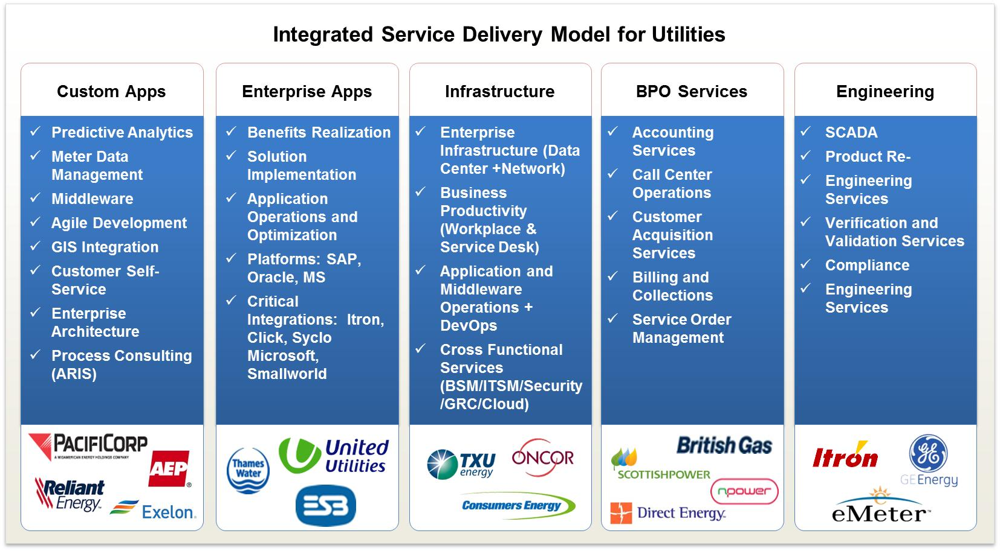 Integrated Service Delivery Model for Utilities
Custom Apps
Predictive Analytics
Meter Data
Management
Middleware
Agile Development
GIS Integration
Customer Self-
Service
Enterprise
Architecture
Process Consulting
(ARIS)
PACIFICORP
A MIDAMERICAN ENERGY HOLDINGS COMPANY
AEP®
Reliant
Energy™
Exelon®
Enterprise Apps
Benefits Realization
Solution
Implementation
Application
Operations and
Optimization
Platforms: SAP,
Oracle, MS
Critical
Integrations: Itron,
Click, Syclo
Microsoft,
Smallworld
Thames
Water
United
Utilities
ESB
Infrastructure
Enterprise
Infrastructure (Data
Center +Network)
Business
Productivity
(Workplace &
Service Desk)
Application and
Middleware
Operations +
DevOps
Cross Functional
Services
(BSM/ITSM/Security
/GRC/Cloud)
TXU
energy
ONCOR
Consumers Energy
BPO Services
Accounting
Services
Call Center
Operations
Customer
Acquisition
Services
Billing and
Collections
Service Order
Management
British Gas
SCOTTISHPOWER
npower
Direct Energy™
Engineering
SCADA
Product Re-
Engineering
Services
Verification and
Validation Services
Compliance
Engineering
Services
Itron
GE
GE Energy
eMeter™